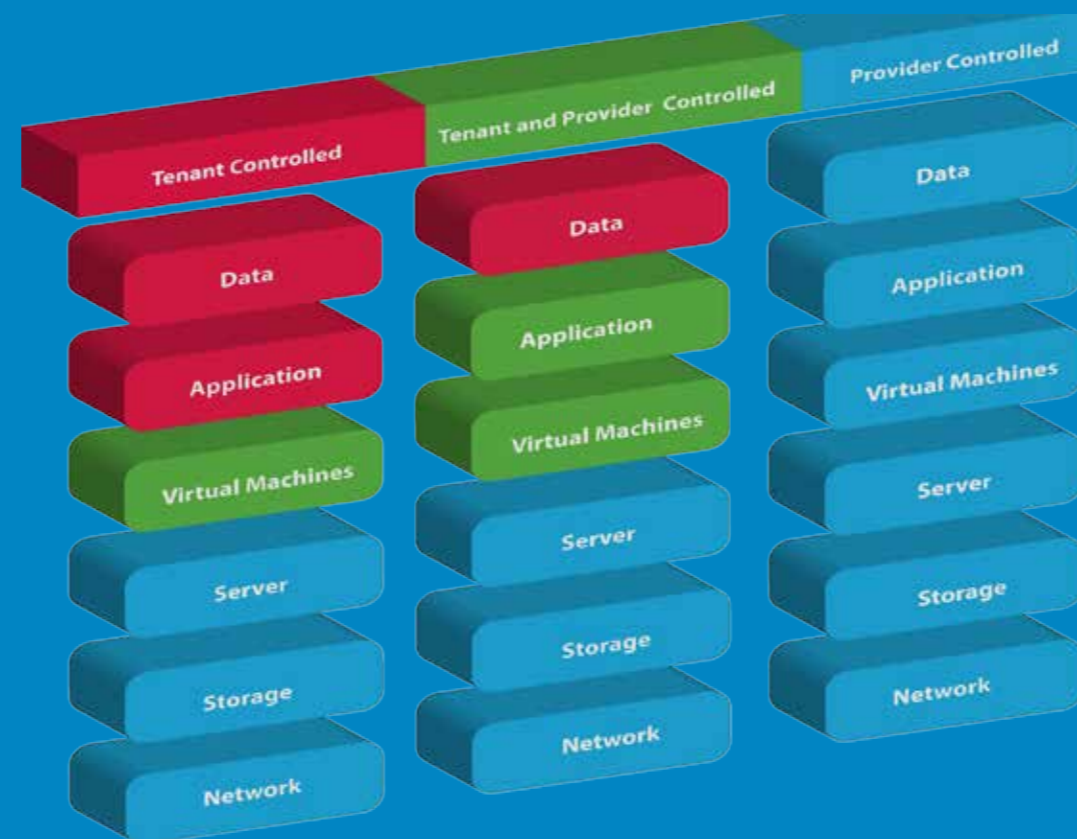 Tenant Controlled
Tenant and Provider Controlled
Provider Controlled
Data
Application
Virtual Machines
Server
Storage
Network
Data
Application
Virtual Machines
Server
Storage
Network
Data
Application
Virtual Machines
Server
Storage
Network